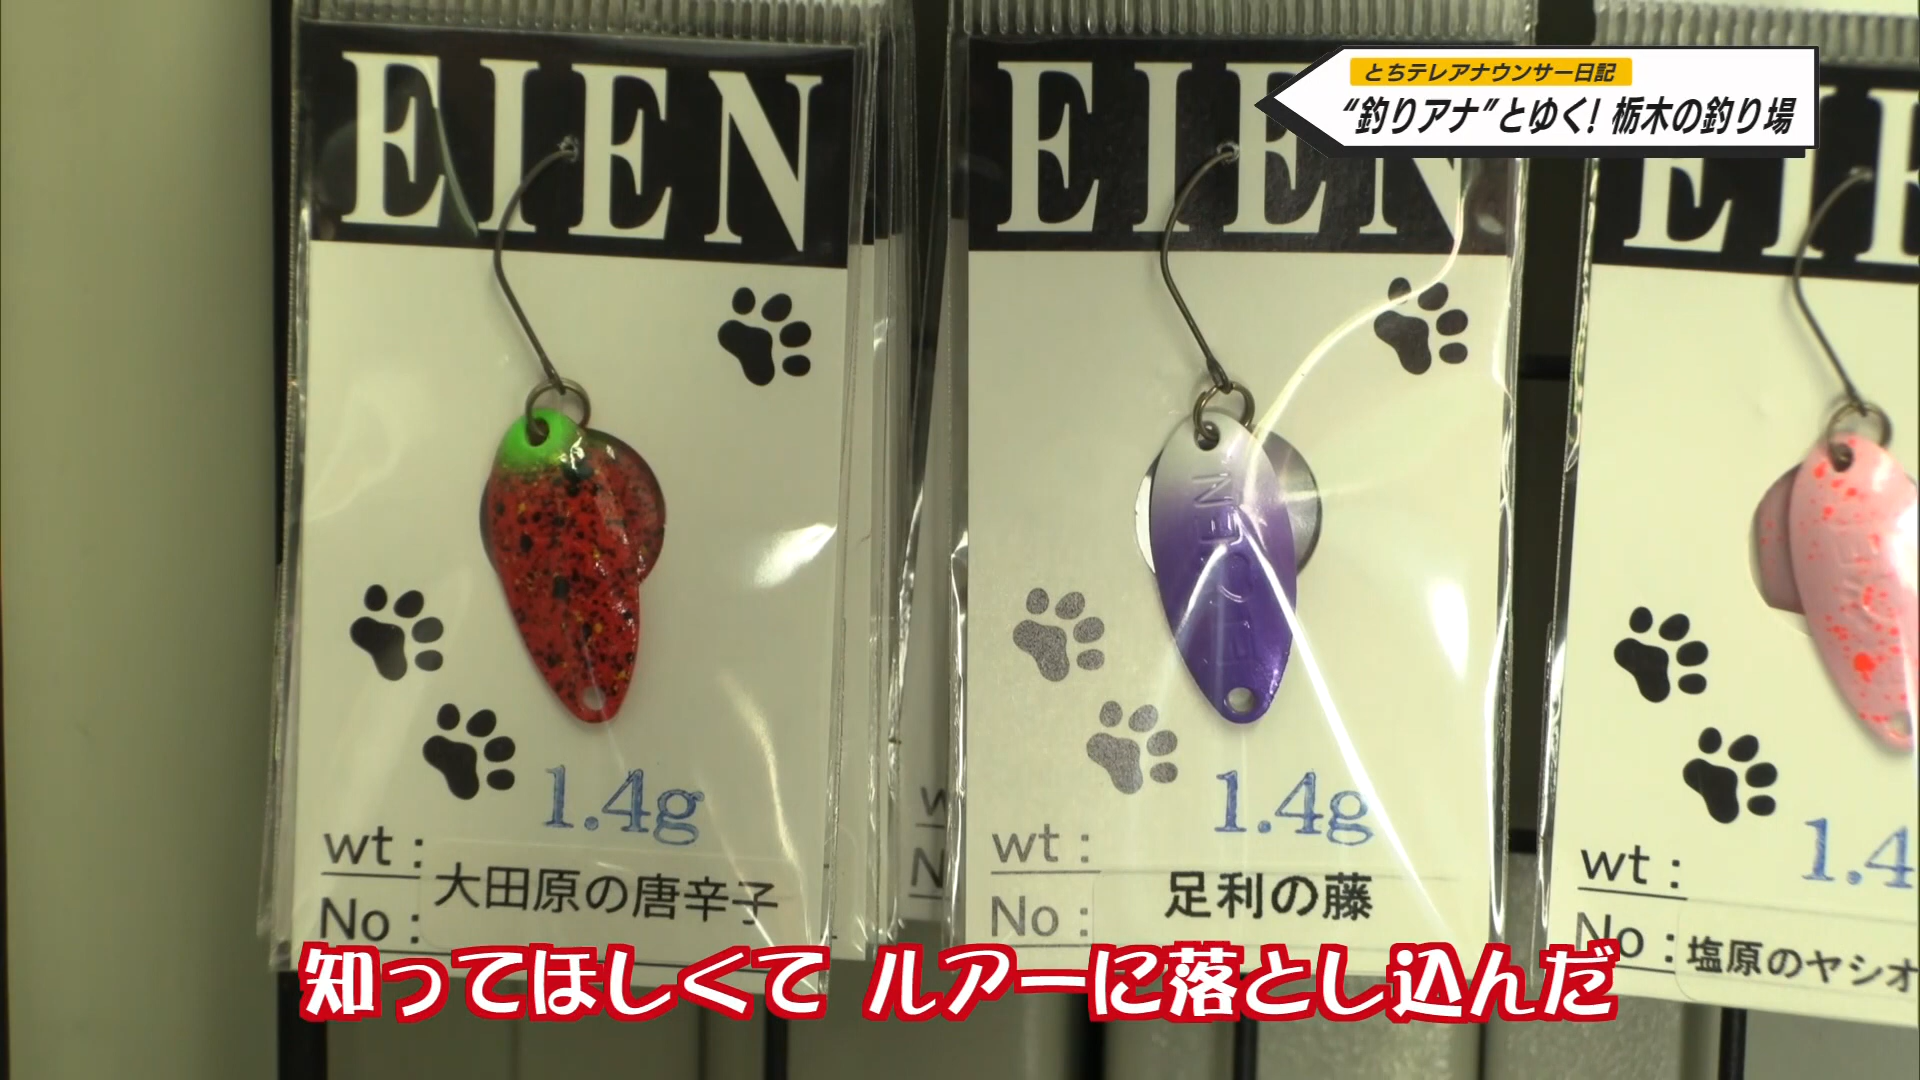 とちテレアナウンサー日記
“釣りアナ”とゆく！栃木の釣り場
EIEN
1.4g
wt：
No：
大田原の唐辛子
EIEN
EIEN
1.4g
wt：
No：
足利の藤
EIE
1.4
wt：
No：
塩原のヤシオ
知ってほしくて ルアーに落とし込んだ